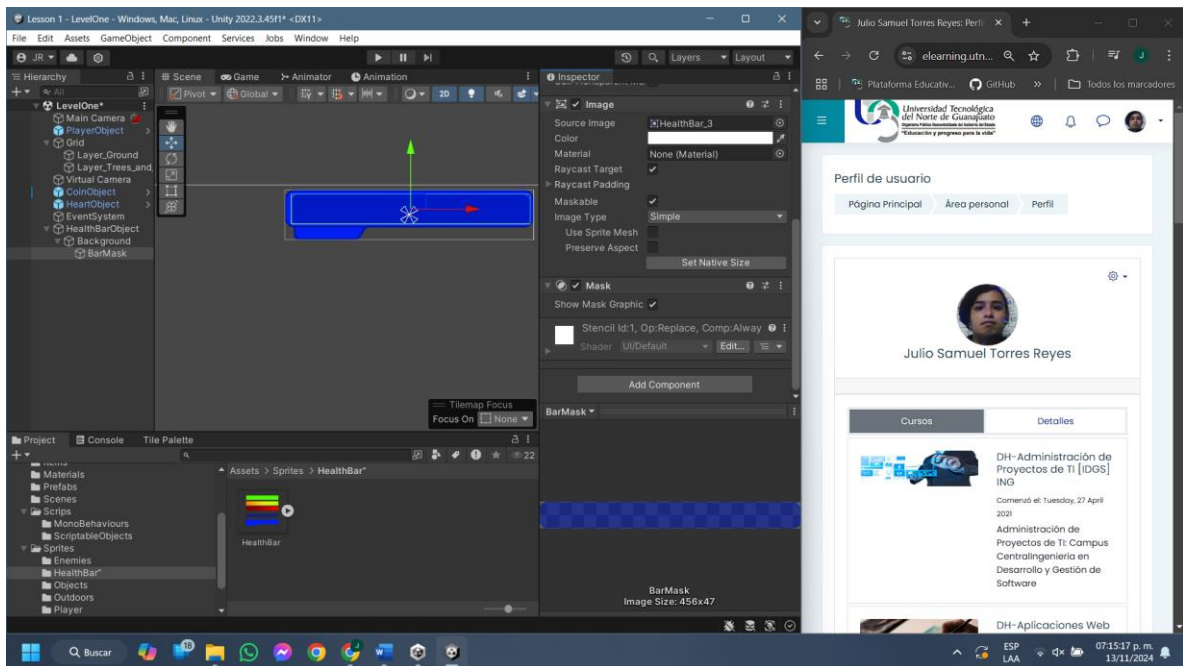 Lesson 1 - LevelOne - Windows, Mac, Linux - Unity 2022.3.45f1* <DX11>
File Edit Assets GameObject Component Services Jobs Window Help
JR
Layers
Layout
Hierarchy
All
LevelOne*
Main Camera
PlayerObject
Grid
Layer_Ground
Layer_Trees_and
Virtual Camera
CoinObject
HeartObject
EventSystem
HealthBarObject
Background
BarMask
Scene Game Animator Animation
Pivot Global 2D
Tilemap Focus
Focus On None
Inspector
Image
Source Image HealthBar_3
Color
Material None (Material)
Raycast Target
Raycast Padding
Maskable
Image Type Simple
Use Sprite Mesh
Preserve Aspect
Set Native Size
Mask
Show Mask Graphic
Stencil Id:1, Op:Replace, Comp:Alway
Shader UI/Default Edit...
Add Component
BarMask
BarMask
Image Size: 456x47
Project Console Tile Palette
22
Materials
Prefabs
Scenes
Scrips
MonoBehaviours
ScriptableObjects
Sprites
Enemies
HealthBar"
Objects
Outdoors
Player
Assets > Sprites > HealthBar"
HealthBar
Julio Samuel Torres Reyes: Perfi
elearning.utn...
J
Plataforma Educativ... GitHub » Todos los marcadores
Universidad Tecnológica
del Norte de Guanajuato
"Educación y progreso para la vida"
Perfil de usuario
Página Principal Área personal Perfil
Julio Samuel Torres Reyes
Cursos Detalles
DH-Administración de
Proyectos de TI [IDGS]
ING
Comenzó el: Tuesday, 27 April
2021
Administración de
Proyectos de TI: Campus
CentralIngeniería en
Desarrollo y Gestión de
Software
DH-Aplicaciones Web
Buscar
18
ESP
LAA
07:15:17 p. m.
13/11/2024